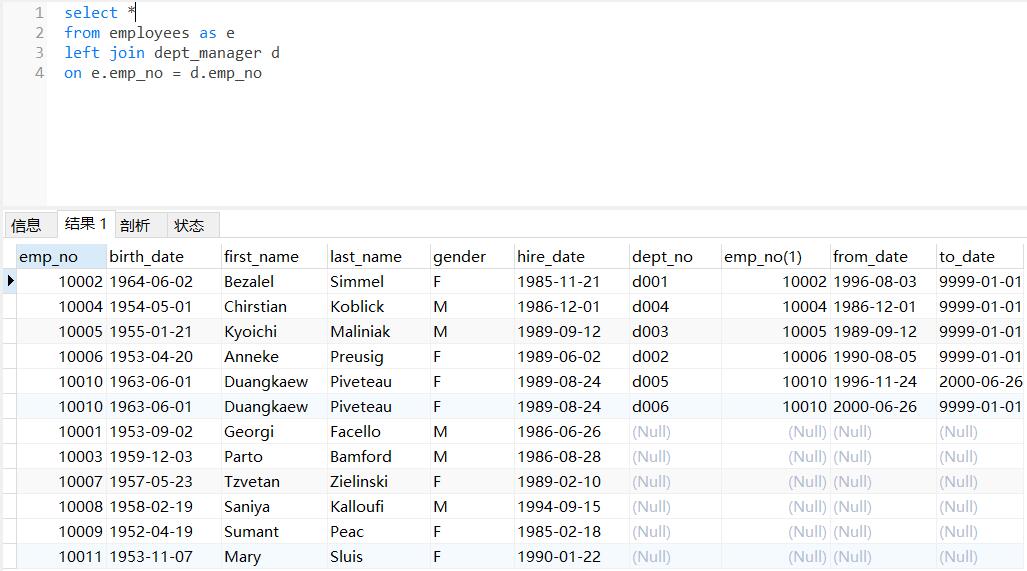 1 select *
2 from employees as e
3 left join dept_manager d
4 on e.emp_no = d.emp_no
信息 结果 1 剖析 状态
emp_no birth_date first_name last_name gender hire_date dept_no emp_no(1) from_date to_date
10002 1964-06-02 Bezalel Simmel F 1985-11-21 d001 10002 1996-08-03 9999-01-01
10004 1954-05-01 Chirstian Koblick M 1986-12-01 d004 10004 1986-12-01 9999-01-01
10005 1955-01-21 Kyoichi Maliniak M 1989-09-12 d003 10005 1989-09-12 9999-01-01
10006 1953-04-20 Anneke Preusig F 1989-06-02 d002 10006 1990-08-05 9999-01-01
10010 1963-06-01 Duangkaew Piveteau F 1989-08-24 d005 10010 1996-11-24 2000-06-26
10010 1963-06-01 Duangkaew Piveteau F 1989-08-24 d006 10010 2000-06-26 9999-01-01
10001 1953-09-02 Georgi Facello M 1986-06-26 (Null) (Null) (Null) (Null)
10003 1959-12-03 Parto Bamford M 1986-08-28 (Null) (Null) (Null) (Null)
10007 1957-05-23 Tzvetan Zielinski F 1989-02-10 (Null) (Null) (Null) (Null)
10008 1958-02-19 Saniya Kalloufi M 1994-09-15 (Null) (Null) (Null) (Null)
10009 1952-04-19 Sumant Peac F 1985-02-18 (Null) (Null) (Null) (Null)
10011 1953-11-07 Mary Sluis F 1990-01-22 (Null) (Null) (Null) (Null)